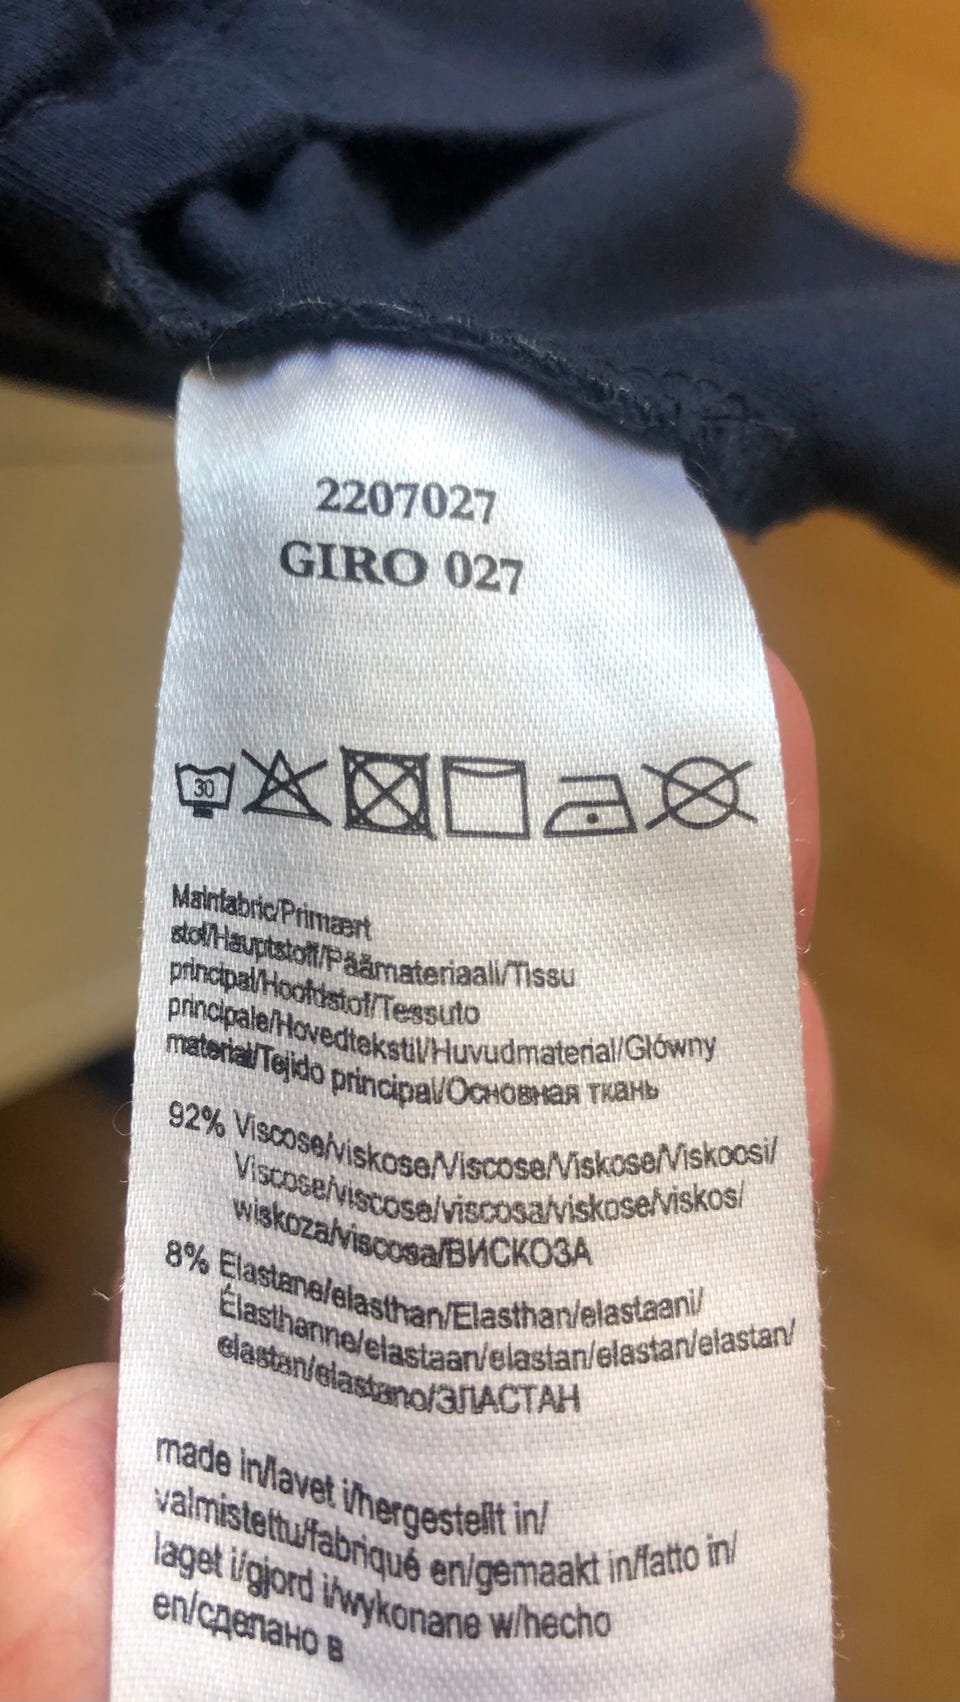 2207027
GIRO 027
30
Mainfabric/Primært
stof/Hauptstoff/Päämateriaali/Tissu
principal/Hoofdstof/Tessuto
principale/Hovedtekstil/Huvudmaterial/Główny
material/Tejido principal/Основная ткань
92% Viscose/viskose/Viscose/Viskose/Viskoosi/
Viscose/viscose/viscosa/viskose/viskos/
wiskoza/viscosa/ВИСКОЗА
8% Elastane/elasthan/Elasthan/elastaani/
Élasthanne/elastaan/elastan/elastan/elastan/
elastan/elastano/ЭЛАСТАН
made in/lavet i/hergestellt in/
valmistettu/fabriqué en/gemaakt in/fatto in/
laget i/gjord i/wykonane w/hecho
en/сделано в